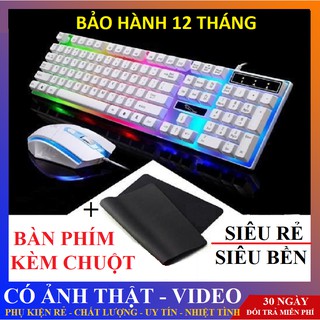 BẢO HÀNH 12 THÁNG
+
BÀN PHÍM
KÈM CHUỘT
SIÊU RẺ
SIÊU BỀN
CÓ ẢNH THẬT - VIDEO
PHỤ KIỆN RẺ - CHẤT LƯỢNG - UY TÍN - NHIỆT TÌNH
30 NGÀY
ĐỔI TRẢ MIỄN PHÍ